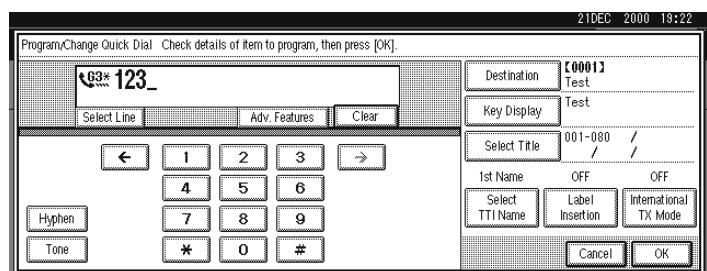 21DEC 2000 19:22
Program/Change Quick Dial Check details of item to program, then press [OK].
G3* 123_
Select Line Adv. Features Clear
← 1 2 3 →
4 5 6
Hyphen 7 8 9
Tone * 0 #
Destination 【0001】
Test
Key Display Test
Select Title 001-080 /
/ /
1st Name OFF OFF
Select TTI Name Label Insertion International TX Mode
Cancel OK